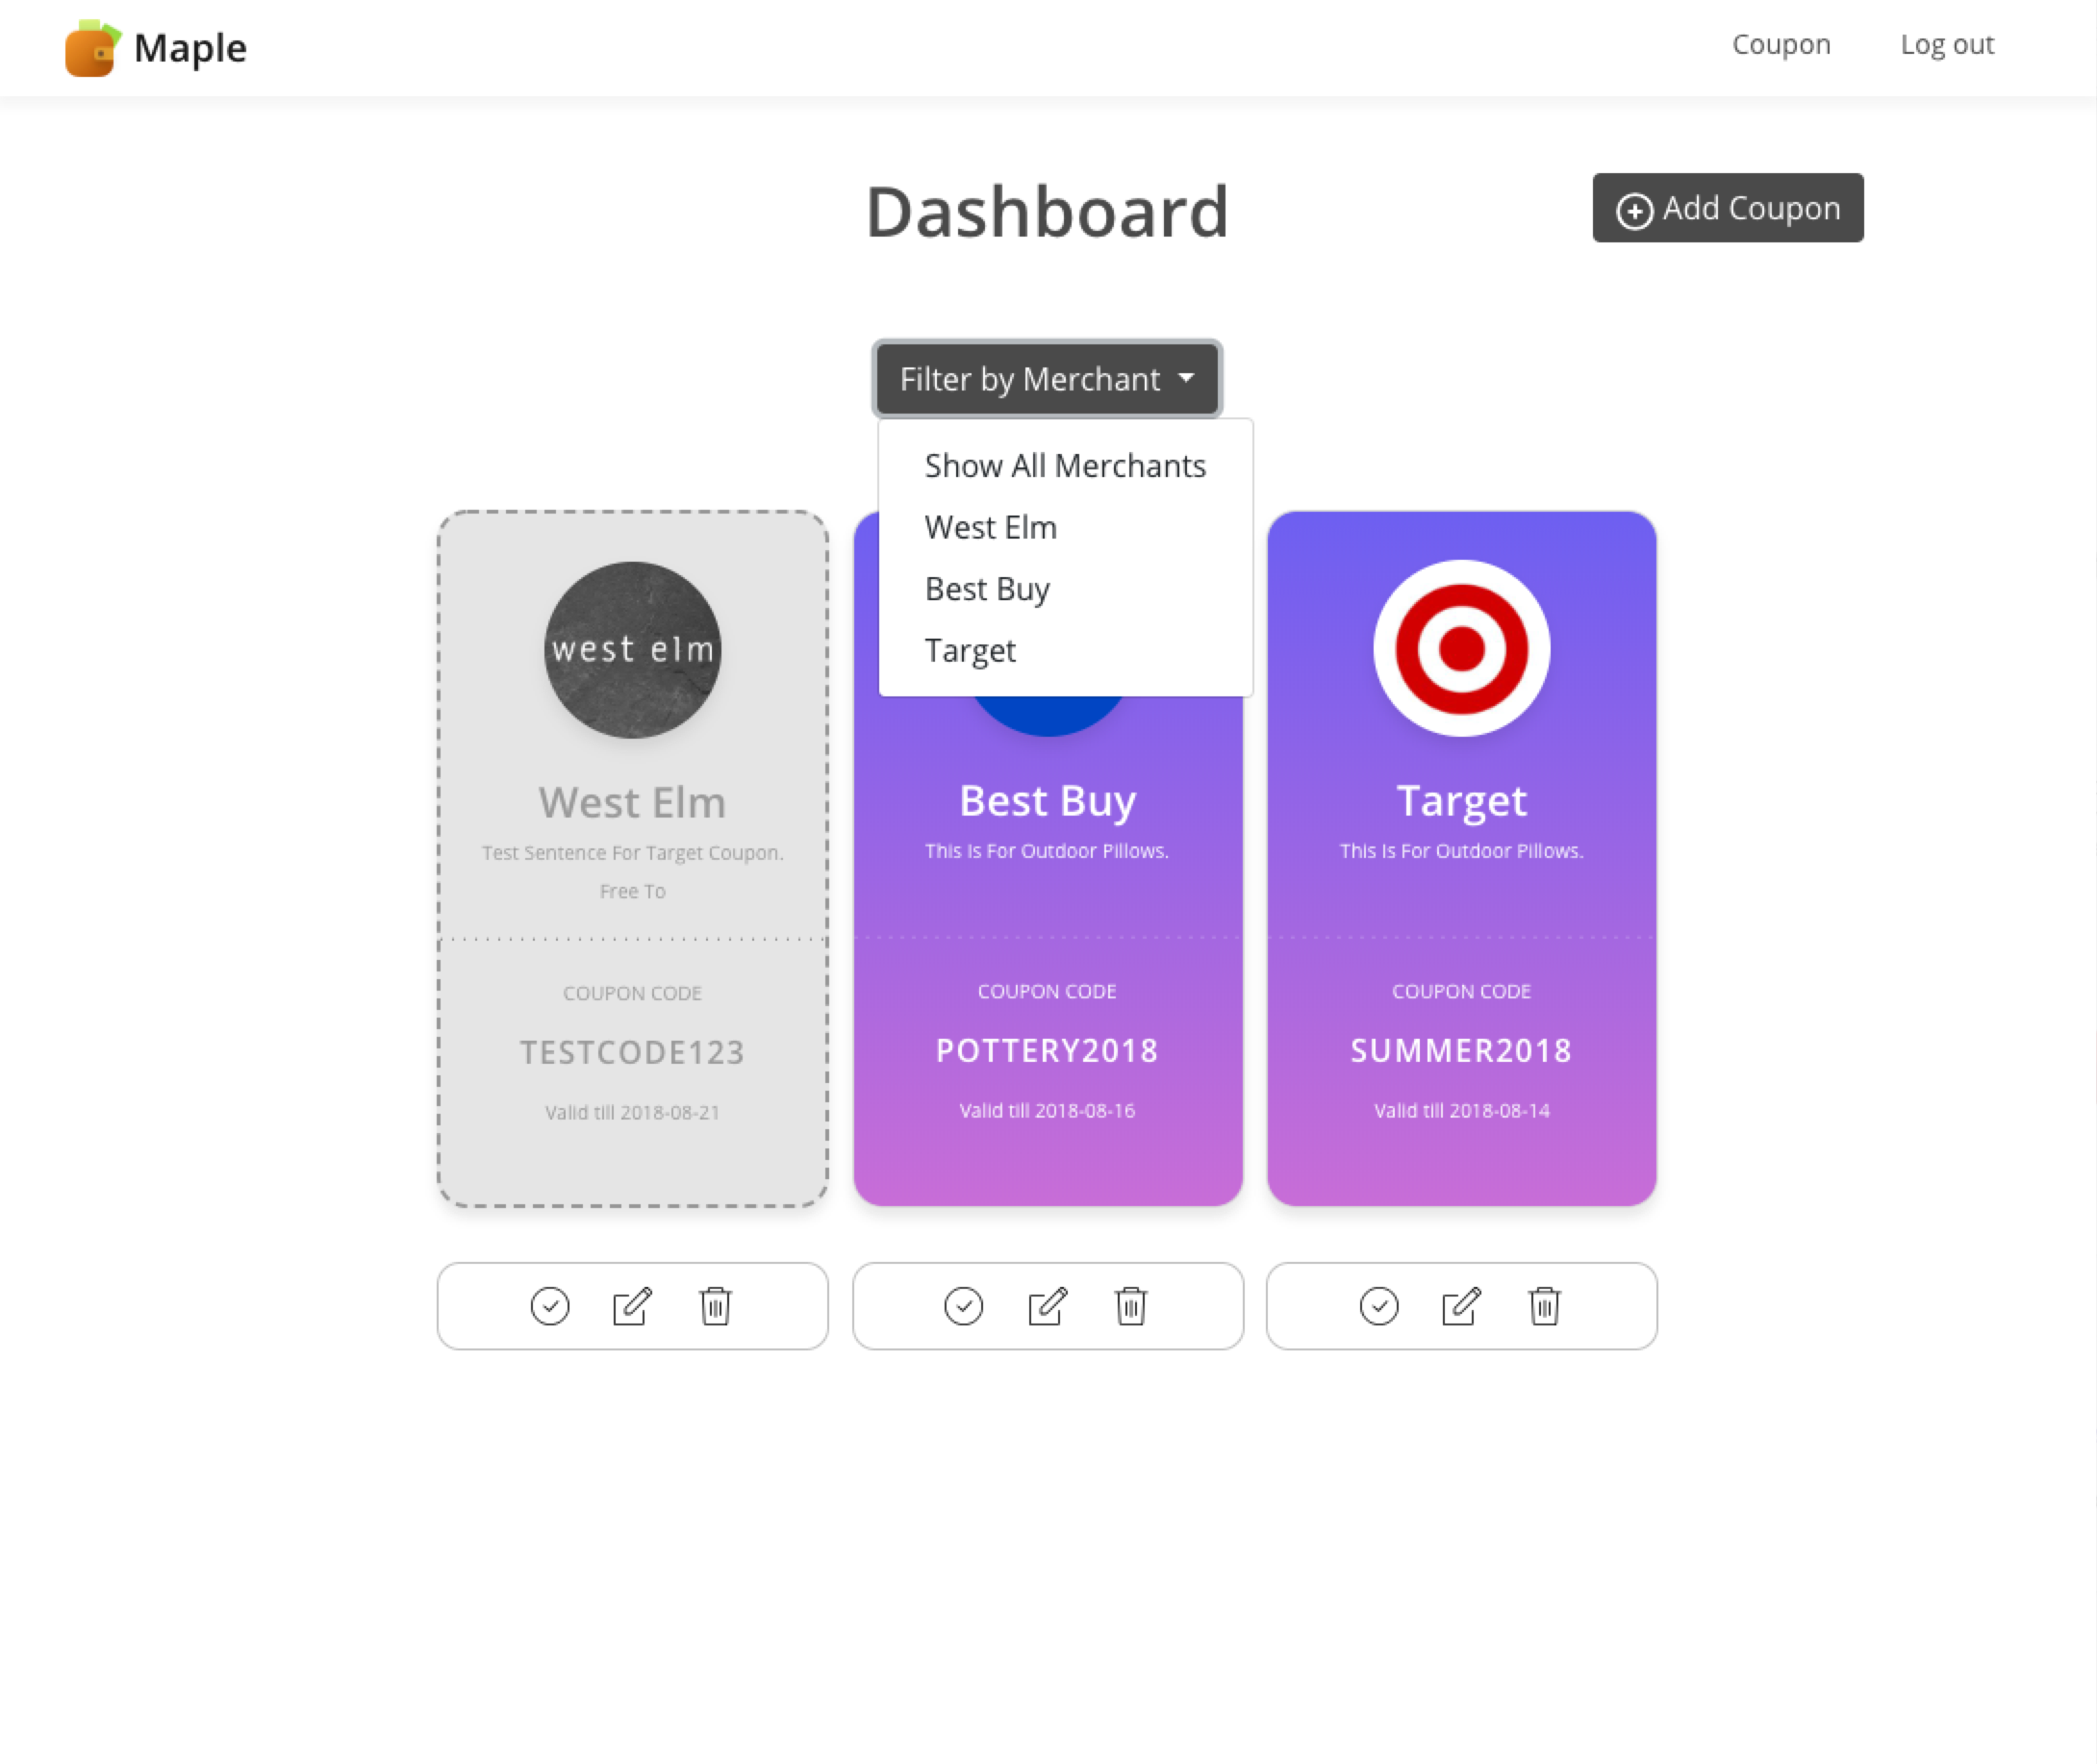 Maple
Coupon
Log out
Dashboard
Add Coupon
Filter by Merchant
Show All Merchants
West Elm
Best Buy
Target
west elm
West Elm
Test Sentence For Target Coupon.
Free To
COUPON CODE
TESTCODE123
Valid till 2018-08-21
Best Buy
This Is For Outdoor Pillows.
COUPON CODE
POTTERY2018
Valid till 2018-08-16
Target
This Is For Outdoor Pillows.
COUPON CODE
SUMMER2018
Valid till 2018-08-14